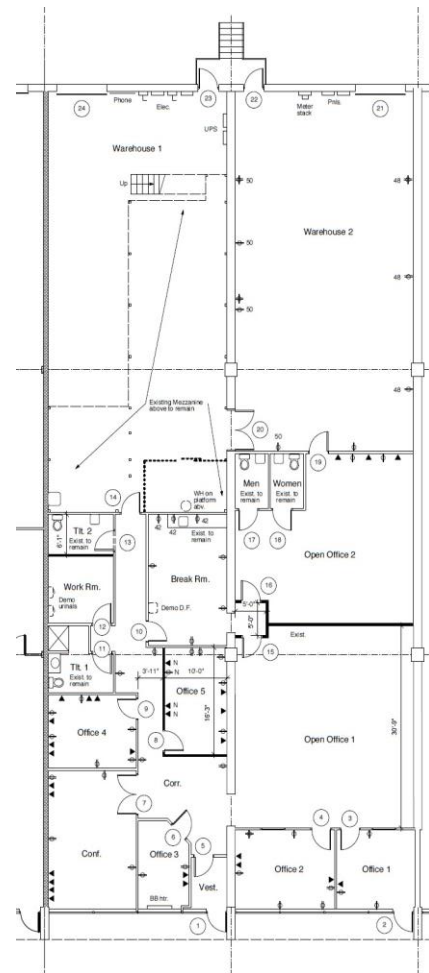 24
Phone
Elec.
23
22
Meter
stack
Pnls.
21
UPS
Warehouse 1
Up
50
48
Warehouse 2
50
48
50
Existing Mezzanine
above to remain
48
20
50
19
14
WH on
platform
abv.
Men
Exist. to
remain
Women
Exist. to
remain
Tlt. 2
Exist. to
remain
6'-1"
13
42
42
Exist. to
remain
17
18
Open Office 2
Work Rm.
Demo
urinals
Break Rm.
Demo D.F.
16
5'-0"
5'-0"
12
10
11
Exist.
15
Tlt. 1
Exist. to
remain
3'-11"
10'-0"
N
N
Office 5
N
N
16'-3"
9
8
Office 4
Open Office 1
30'-9"
Corr.
7
6
5
4
3
Conf.
Office 3
Vest.
Office 2
Office 1
BB htr.
1
2